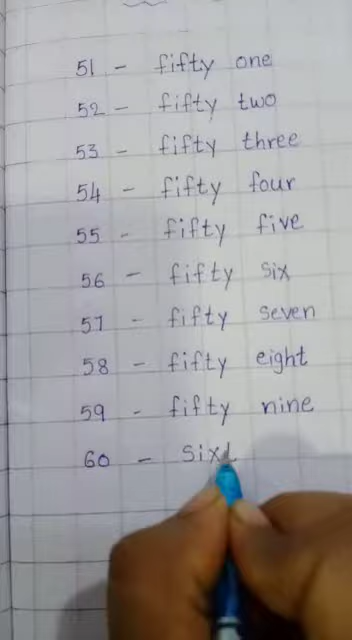 51 - fifty one
52 - fifty two
53 - fifty three
54 - fifty four
55 - fifty five
56 - fifty six
57 - fifty seven
58 - fifty eight
59 - fifty nine
60 - six